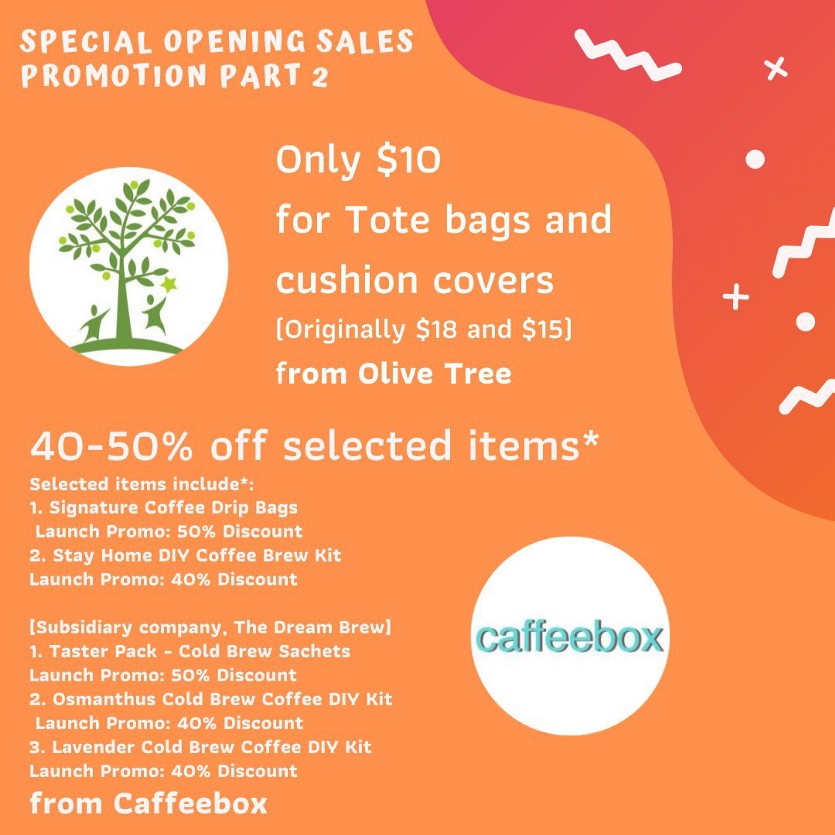 SPECIAL OPENING SALES
PROMOTION PART 2
Only $10
for Tote bags and
cushion covers
[Originally $18 and $15]
from Olive Tree
40-50% off selected items*
Selected items include*:
1. Signature Coffee Drip Bags
Launch Promo: 50% Discount
2. Stay Home DIY Coffee Brew Kit
Launch Promo: 40% Discount
[Subsidiary company, The Dream Brew]
1. Taster Pack - Cold Brew Sachets
Launch Promo: 50% Discount
2. Osmanthus Cold Brew Coffee DIY Kit
Launch Promo: 40% Discount
3. Lavender Cold Brew Coffee DIY Kit
Launch Promo: 40% Discount
from Caffeebox
caffeebox